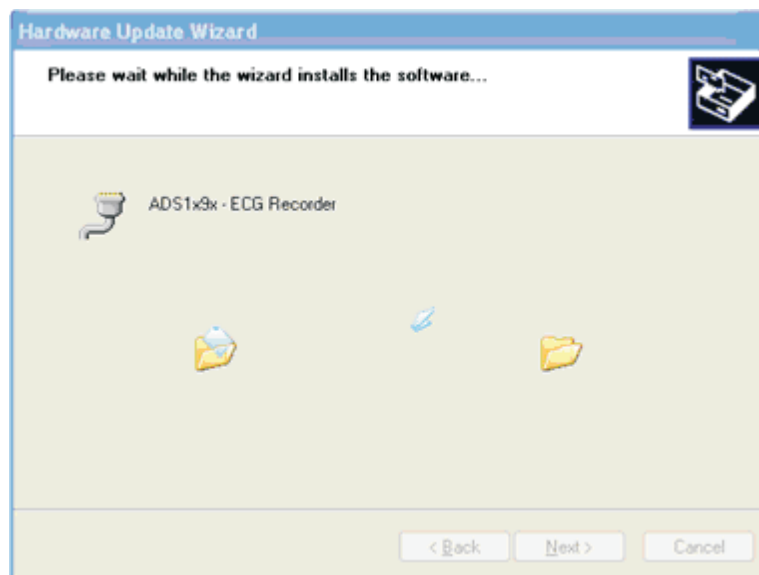 Hardware Update Wizard
Please wait while the wizard installs the software...
ADS1x9x - ECG Recorder
< Back
Next >
Cancel